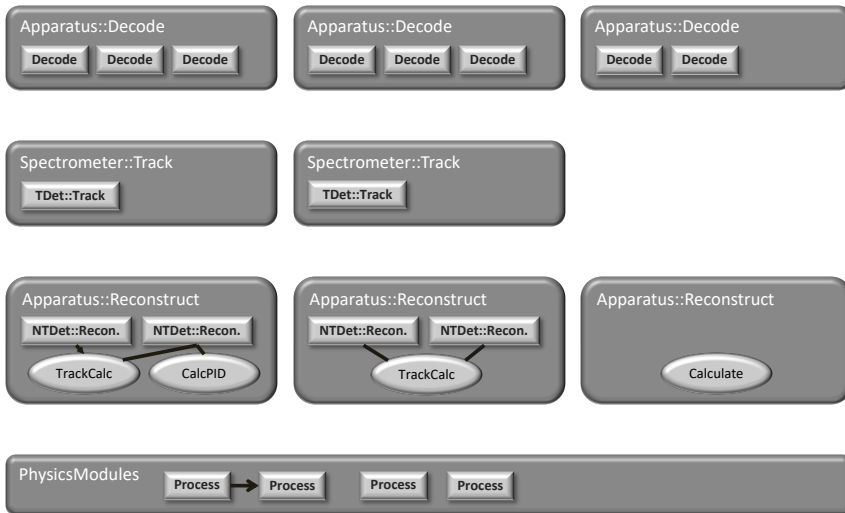 Apparatus::Decode
Decode Decode Decode
Apparatus::Decode
Decode Decode Decode
Apparatus::Decode
Decode Decode
Spectrometer::Track
TDet::Track
Spectrometer::Track
TDet::Track
Apparatus::Reconstruct
NTDet::Recon. NTDet::Recon.
TrackCalc CalcPID
Apparatus::Reconstruct
NTDet::Recon. NTDet::Recon.
TrackCalc
Apparatus::Reconstruct
Calculate
PhysicsModules
Process Process Process Process